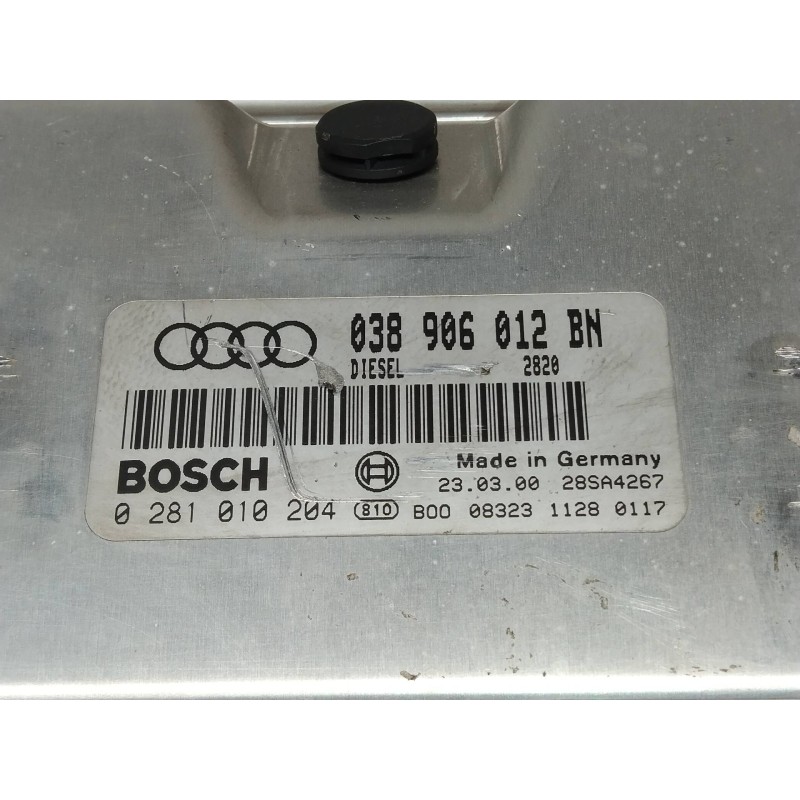 038 906 012 BN
DIESEL 2820
BOSCH
Made in Germany
23.03.00 28SA4267
0 281 010 204 810 B00 08323 1128 0117